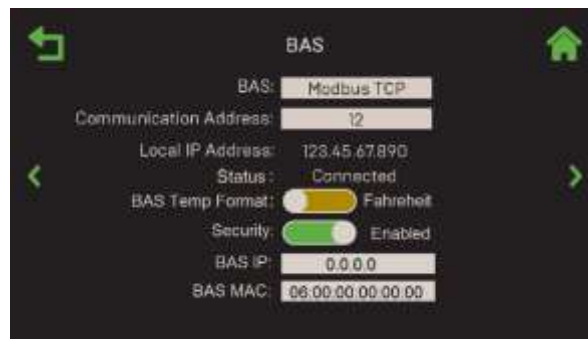 BAS
BAS: Modbus TCP
Communication Address: 12
Local IP Address: 123.45.67.890
Status : Connected
BAS Temp Format: Fahreheit
Security: Enabled
BAS IP: 0.0.0.0
BAS MAC: 06:00:00:00:00:00